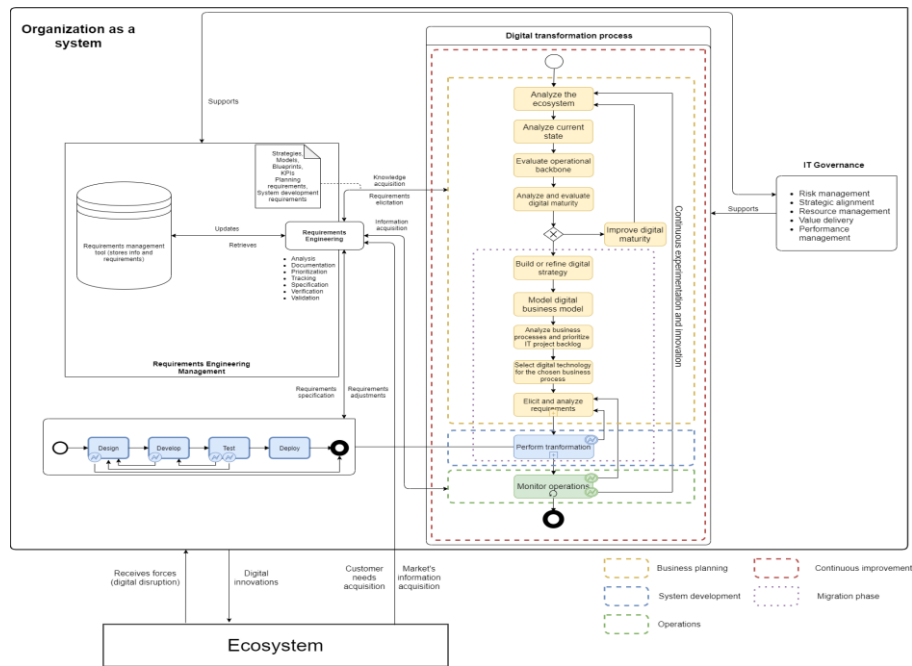 Organization as a
system
Digital transformation process
Supports
Analyze the
ecosystem
Analyze current
state
Evaluate operational
backbone
Analyze and evaluate
digital maturity
Improve digital
maturity
Build or refine digital
strategy
Model digital
business model
Analyze business
processes and prioritize
IT project backlog
Select digital technology
for the chosen business
process
Elicit and analyze
requirements
Perform tranformation
Monitor operations
Continuous experimentation and innovation
Strategies,
Models,
Blueprints,
KPIs
Planning
requirements,
System development
requirements
Knowledge
acquisition
Requirements
elicitation
Information
acquisition
Updates
Retrieves
Requirements management
tool (stores info and
requirements)
Requirements
Engineering
Analysis
Documentation
Prioritization
Tracking
Specification
Verification
Validation
Requirements Engineering
Management
IT Governance
Risk management
Strategic alignment
Resource management
Value delivery
Performance
management
Supports
Requirements
specification
Requirements
adjustments
Design
Develop
Test
Deploy
Receives forces
(digital disruption)
Digital
innovations
Customer
needs
acquisition
Market's
information
acquisition
Ecosystem
Business planning
Continuous improvement
System development
Migration phase
Operations